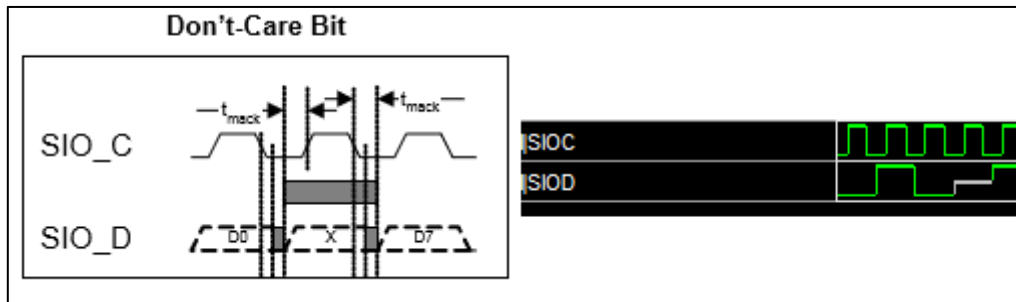 Don't-Care Bit
tmack
tmack
SIO_C
SIO_D
D0
X
D7
|SIOC
|SIOD